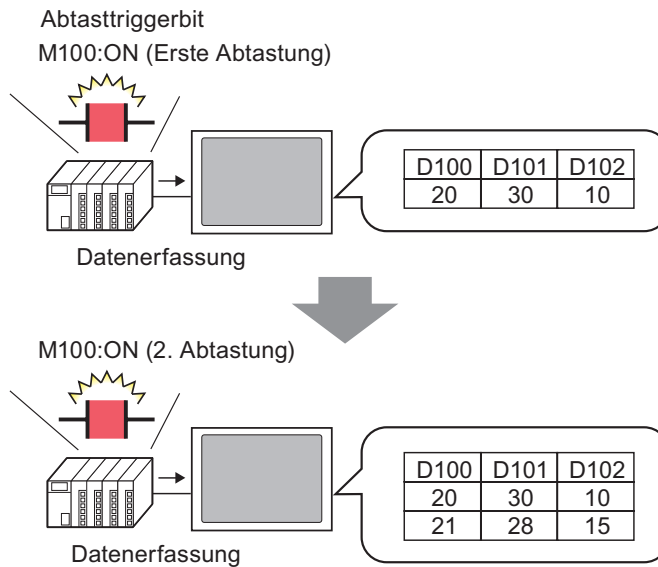 Abtasttriggerbit
M100:ON (Erste Abtastung)
D100 D101 D102
20 30 10
Datenerfassung
M100:ON (2. Abtastung)
D100 D101 D102
20 30 10
21 28 15
Datenerfassung